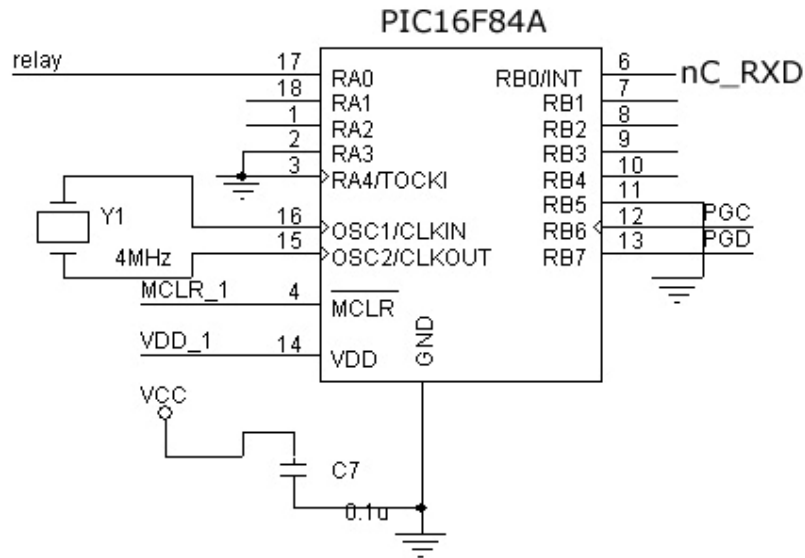 PIC16F84A
relay 17 RA0 RB0/INT 6 nC_RXD
18 RA1 RB1 7
1 RA2 RB2 8
2 RA3 RB3 9
3 RA4/TOCKI RB4 10
RB5 11
Y1 16 OSC1/CLKIN RB6 12 PGC
4MHz 15 OSC2/CLKOUT RB7 13 PGD
MCLR_1 4 MCLR
VDD_1 14 VDD GND
VCC
C7
0.1u